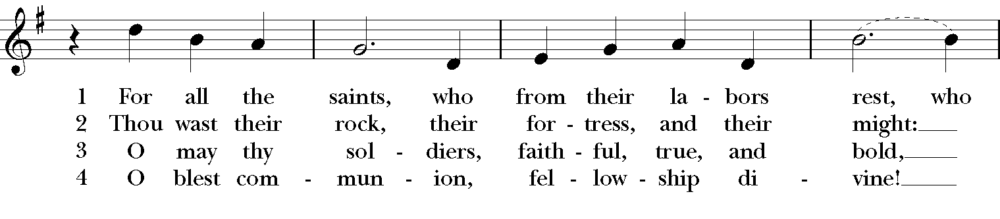 1 For all the saints, who from their la - bors rest, who
2 Thou wast their rock, their for - tress, and their might:
3 O may thy sol - diers, faith - ful, true, and bold,
4 O blest com - mun - ion, fel - low - ship di - vine!